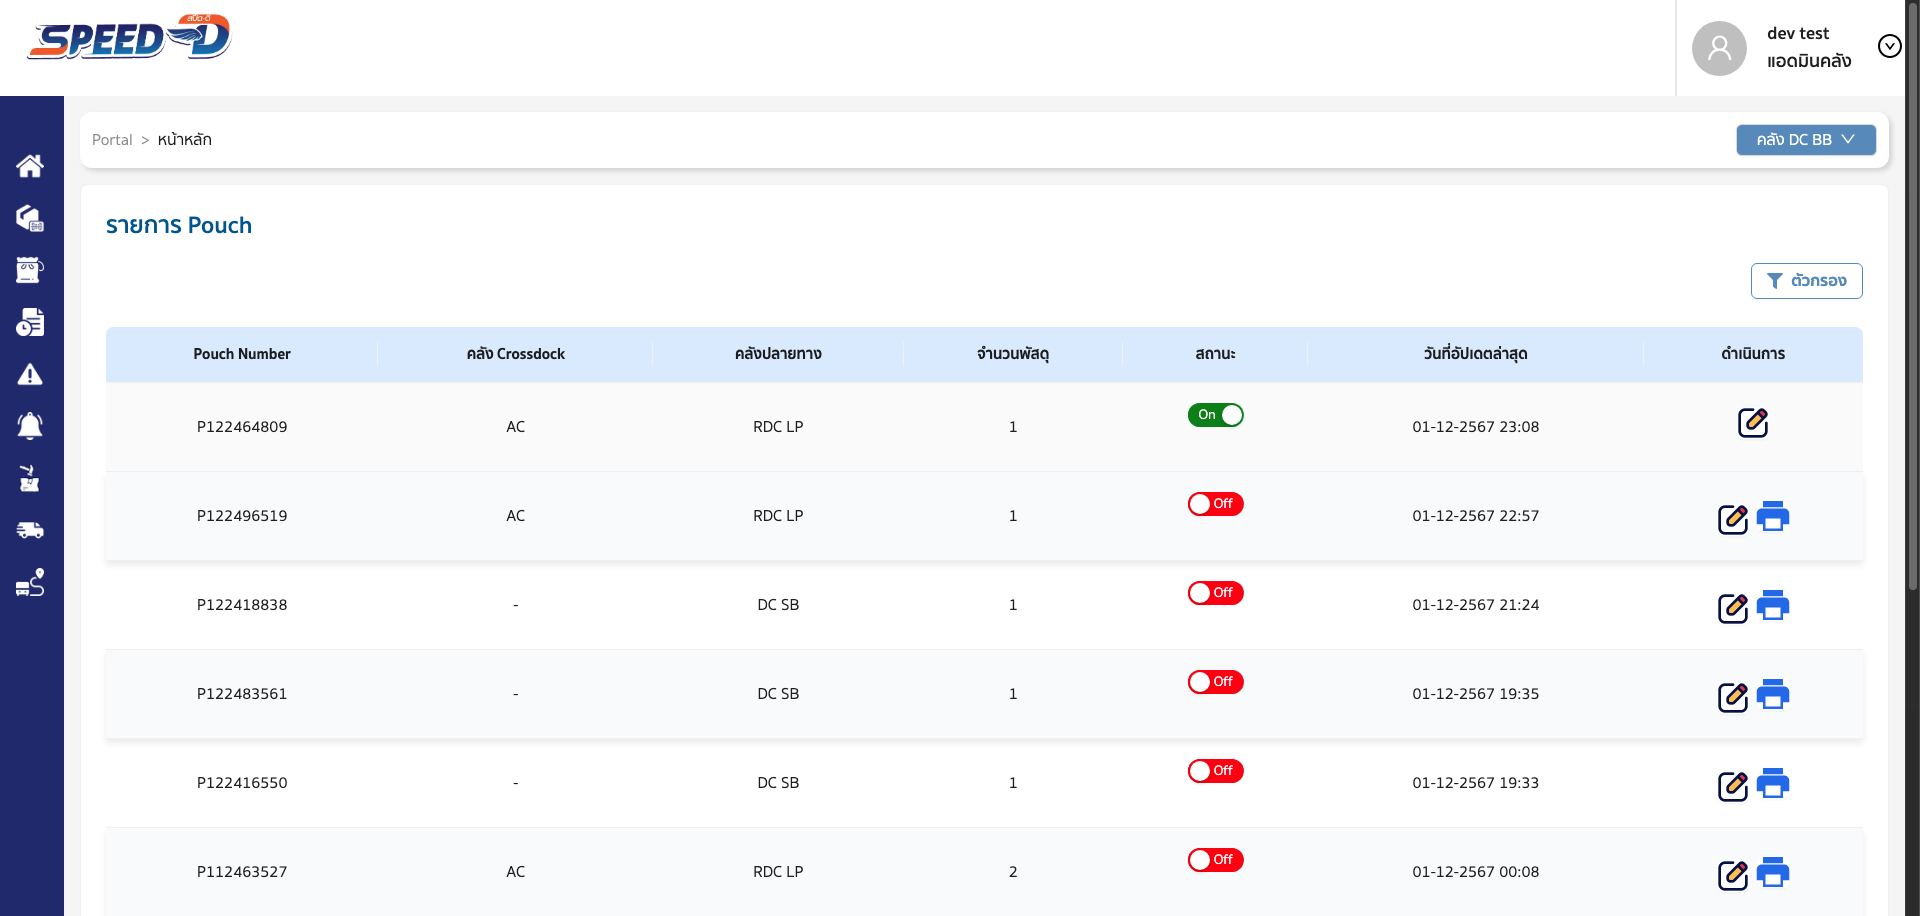 สปีด-ดี
SPEED-D
dev test
แอดมินคลัง
Portal > หน้าหลัก
คลัง DC BB
รายการ Pouch
ตัวกรอง
Pouch Number คลัง Crossdock คลังปลายทาง จำนวนพัสดุ สถานะ วันที่อัปเดตล่าสุด ดำเนินการ
P122464809 AC RDC LP 1 On 01-12-2567 23:08
P122496519 AC RDC LP 1 Off 01-12-2567 22:57
P122418838 - DC SB 1 Off 01-12-2567 21:24
P122483561 - DC SB 1 Off 01-12-2567 19:35
P122416550 - DC SB 1 Off 01-12-2567 19:33
P112463527 AC RDC LP 2 Off 01-12-2567 00:08